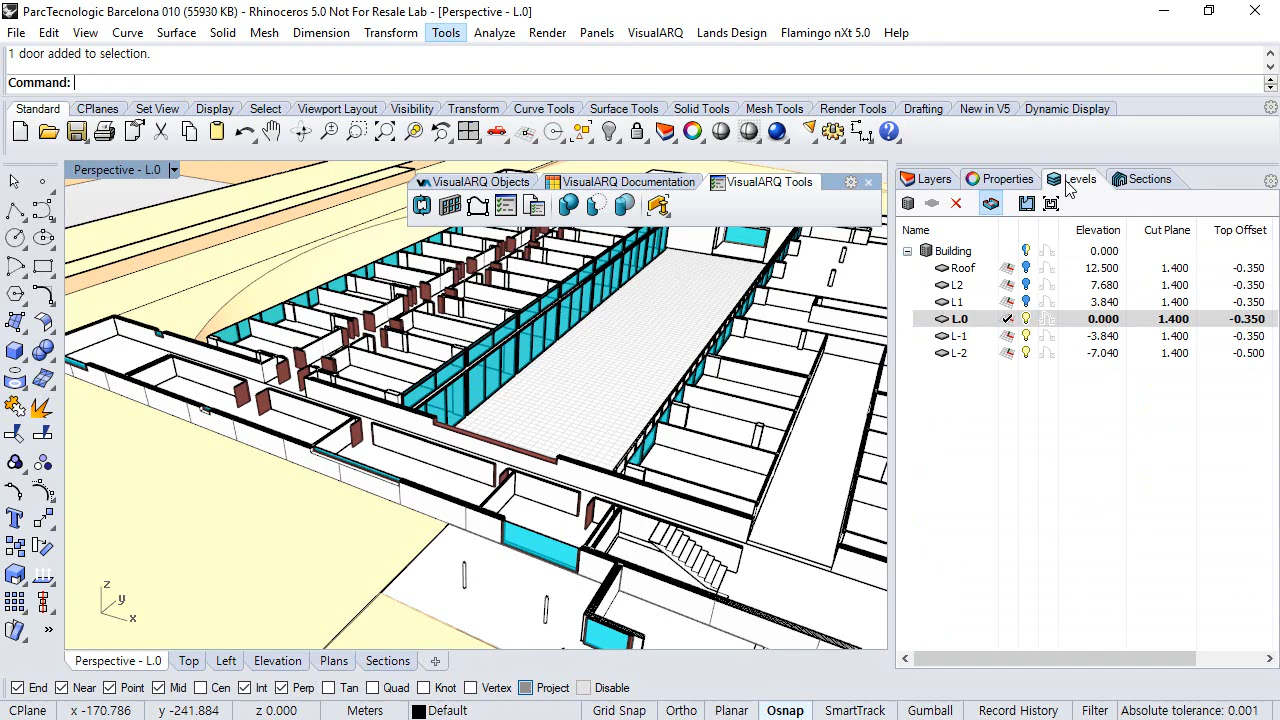 ParcTecnologic Barcelona 010 (55930 KB) - Rhinoceros 5.0 Not For Resale Lab - [Perspective - L.0]
File Edit View Curve Surface Solid Mesh Dimension Transform Tools Analyze Render Panels VisualARQ Lands Design Flamingo nXt 5.0 Help
1 door added to selection.
Command:
Standard CPlanes Set View Display Select Viewport Layout Visibility Transform Curve Tools Surface Tools Solid Tools Mesh Tools Render Tools Drafting New in V5 Dynamic Display
Perspective - L.0
VisualARQ Objects VisualARQ Documentation VisualARQ Tools
Layers Properties Levels Sections
Name Elevation Cut Plane Top Offset
Building 0.000
Roof 12.500 1.400 -0.350
L2 7.680 1.400 -0.350
L1 3.840 1.400 -0.350
L.0 0.000 1.400 -0.350
L-1 -3.840 1.400 -0.350
L-2 -7.040 1.400 -0.500
z
y
x
Perspective - L.0 Top Left Elevation Plans Sections
End Near Point Mid Cen Int Perp Tan Quad Knot Vertex Project Disable
CPlane x -170.786 y -241.884 z 0.000 Meters Default Grid Snap Ortho Planar Osnap SmartTrack Gumball Record History Filter Absolute tolerance: 0.001